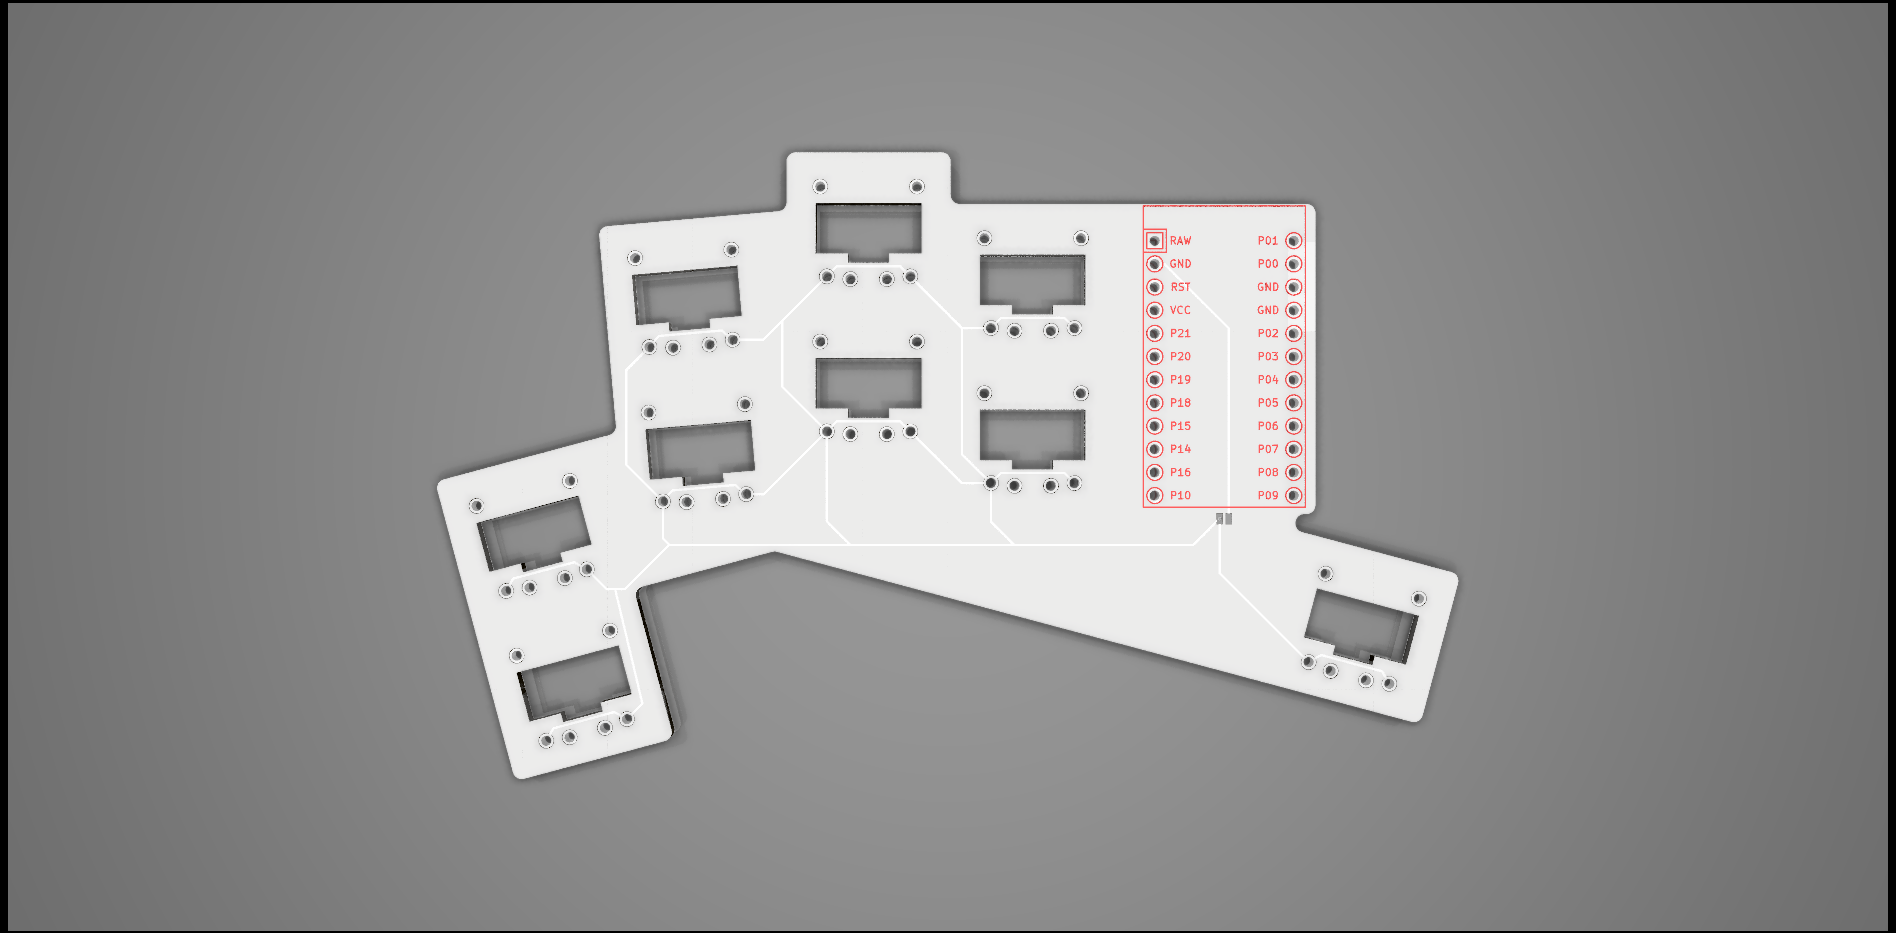 RAW P01
GND P00
RST GND
VCC GND
P21 P02
P20 P03
P19 P04
P18 P05
P15 P06
P14 P07
P16 P08
P10 P09